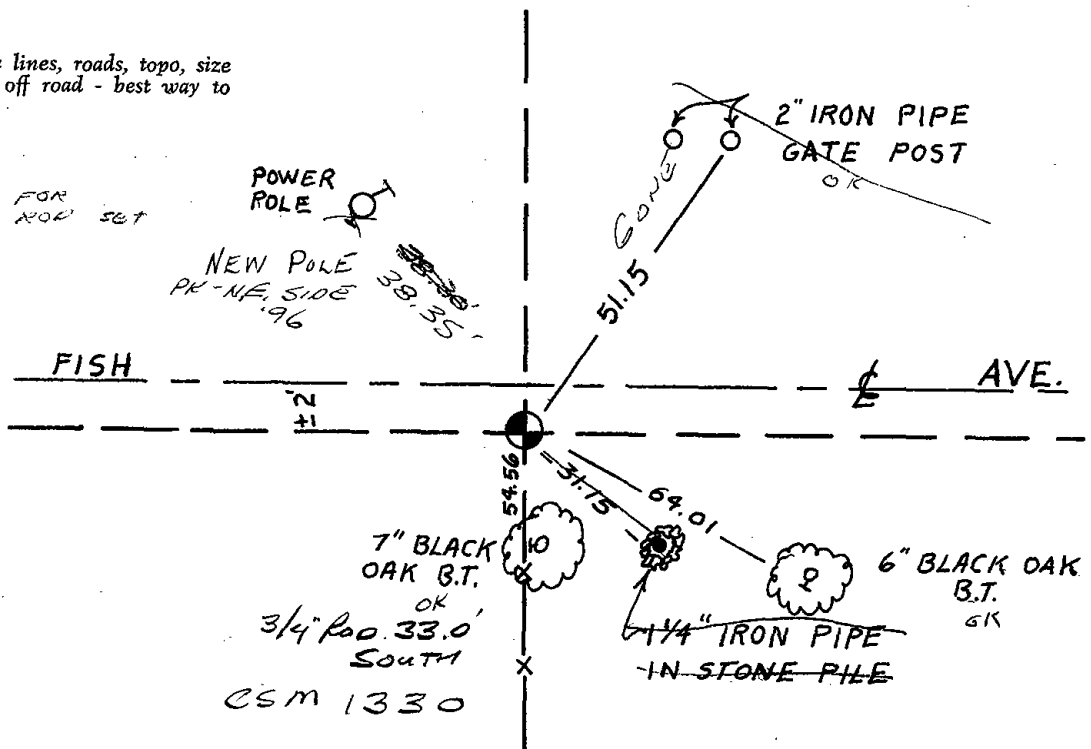 lines, roads, topo, size
off road - best way to
2" IRON PIPE
GATE POST
OK
GONE
POWER
POLE
FOR
SET
NEW POLE
PK-NE. SIDE
'96
38.35'
51.15
FISH
AVE.
±2'
54.56
31.15
64.01
7" BLACK
OAK B.T.
OK
10
9
6" BLACK OAK
B.T.
OK
3/4" ROD 33.0'
SOUTH
1 1/4" IRON PIPE
IN STONE PILE
CSM 1330